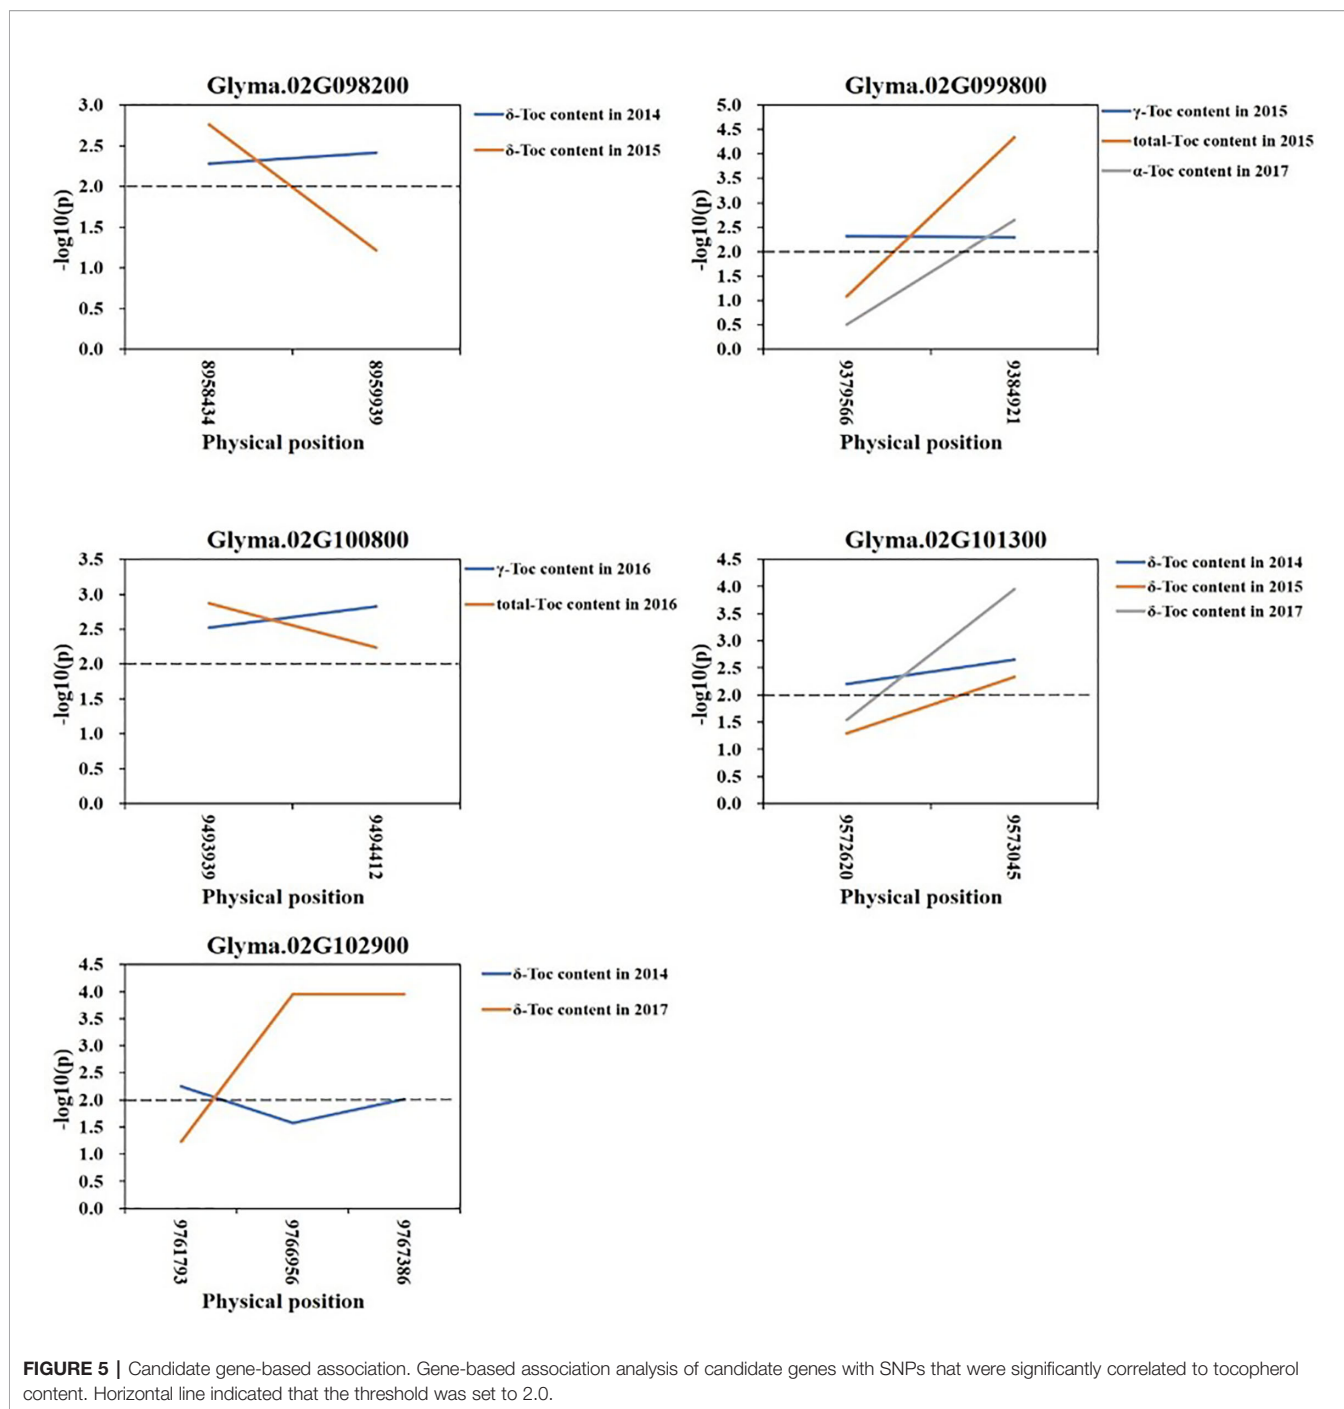 Glyma.02G098200
3.0
2.5
2.0
1.5
1.0
0.5
0.0
-log10(p)
8958434
8959939
Physical position
δ-Toc content in 2014
δ-Toc content in 2015
Glyma.02G099800
5.0
4.5
4.0
3.5
3.0
2.5
2.0
1.5
1.0
0.5
0.0
-log10(p)
9379566
9384921
Physical position
γ-Toc content in 2015
total-Toc content in 2015
α-Toc content in 2017
Glyma.02G100800
3.5
3.0
2.5
2.0
1.5
1.0
0.5
0.0
-log10(p)
9493939
9494412
Physical position
γ-Toc content in 2016
total-Toc content in 2016
Glyma.02G101300
4.5
4.0
3.5
3.0
2.5
2.0
1.5
1.0
0.5
0.0
-log10(p)
9572620
9573045
Physical position
δ-Toc content in 2014
δ-Toc content in 2015
δ-Toc content in 2017
Glyma.02G102900
4.5
4.0
3.5
3.0
2.5
2.0
1.5
1.0
0.5
0.0
-log10(p)
9761793
9766956
9767386
Physical position
δ-Toc content in 2014
δ-Toc content in 2017
FIGURE 5 | Candidate gene-based association. Gene-based association analysis of candidate genes with SNPs that were significantly correlated to tocopherol
content. Horizontal line indicated that the threshold was set to 2.0.